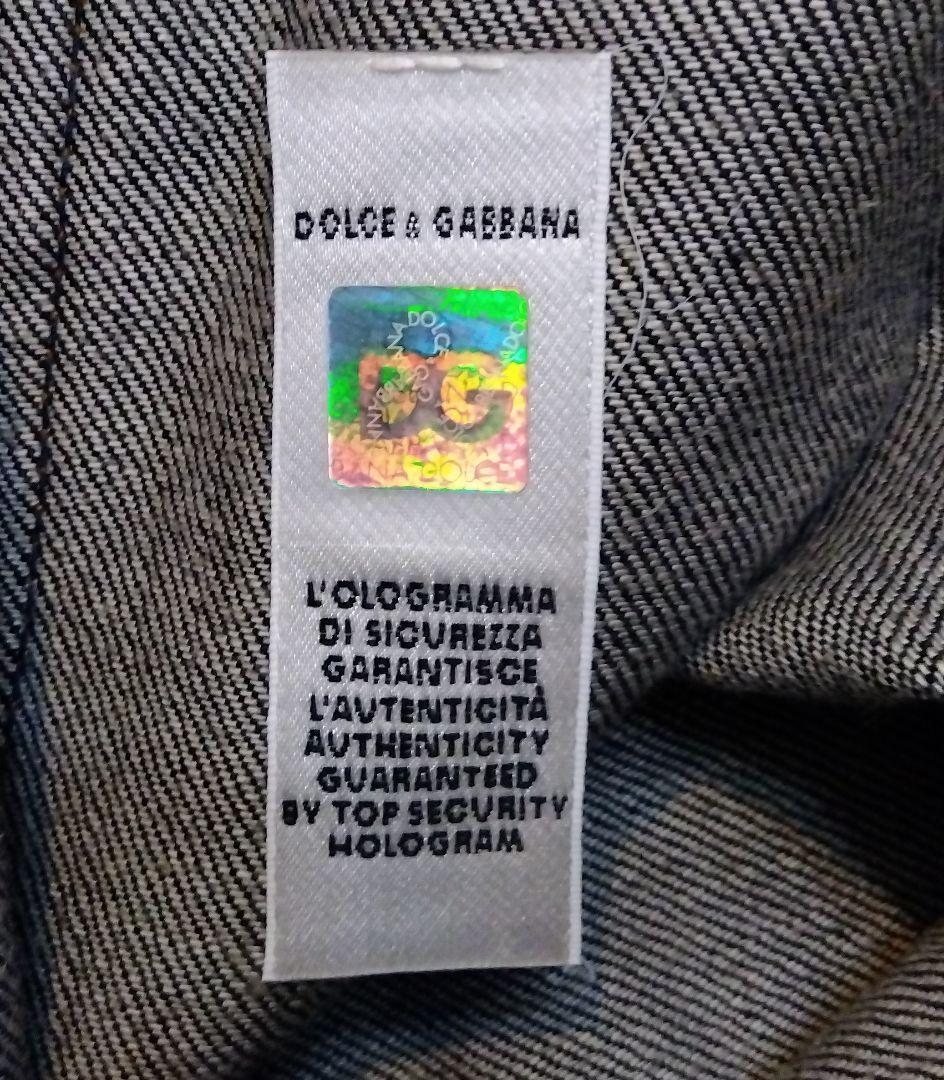 DOLCE & GABBANA
DG
L'OLOGRAMMA
DI SICUREZZA
GARANTISCE
L'AUTENTICITÀ
AUTHENTICITY
GUARANTEED
BY TOP SECURITY
HOLOGRAM